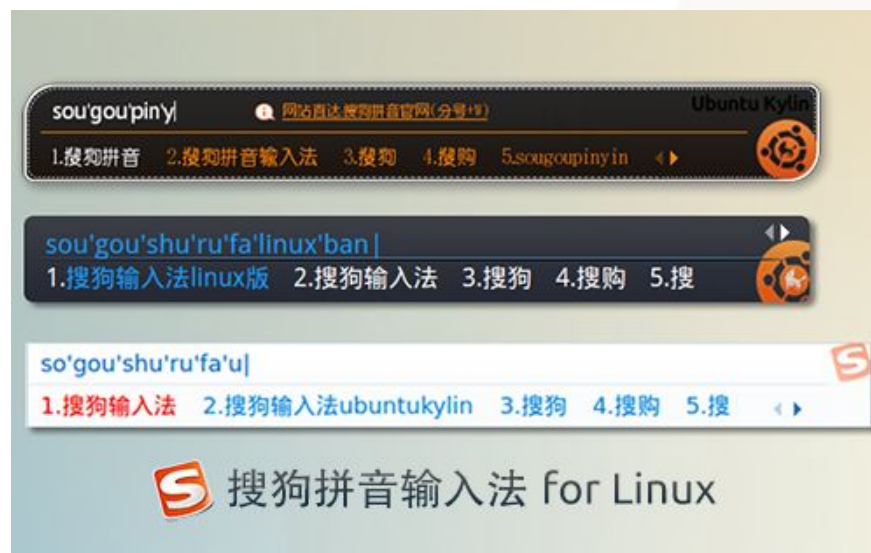 Ubuntu Kylin
sou'gou'pin'y|
网站直达:搜狗拼音官网(分号+W)
1.搜狗拼音 2.搜狗拼音输入法 3.搜狗 4.搜购 5.sougoupinyin
sou'gou'shu'ru'fa'linux'ban|
1.搜狗输入法linux版 2.搜狗输入法 3.搜狗 4.搜购 5.搜
so'gou'shu'ru'fa'u|
1.搜狗输入法 2.搜狗输入法ubuntukylin 3.搜狗 4.搜购 5.搜
S 搜狗拼音输入法 for Linux